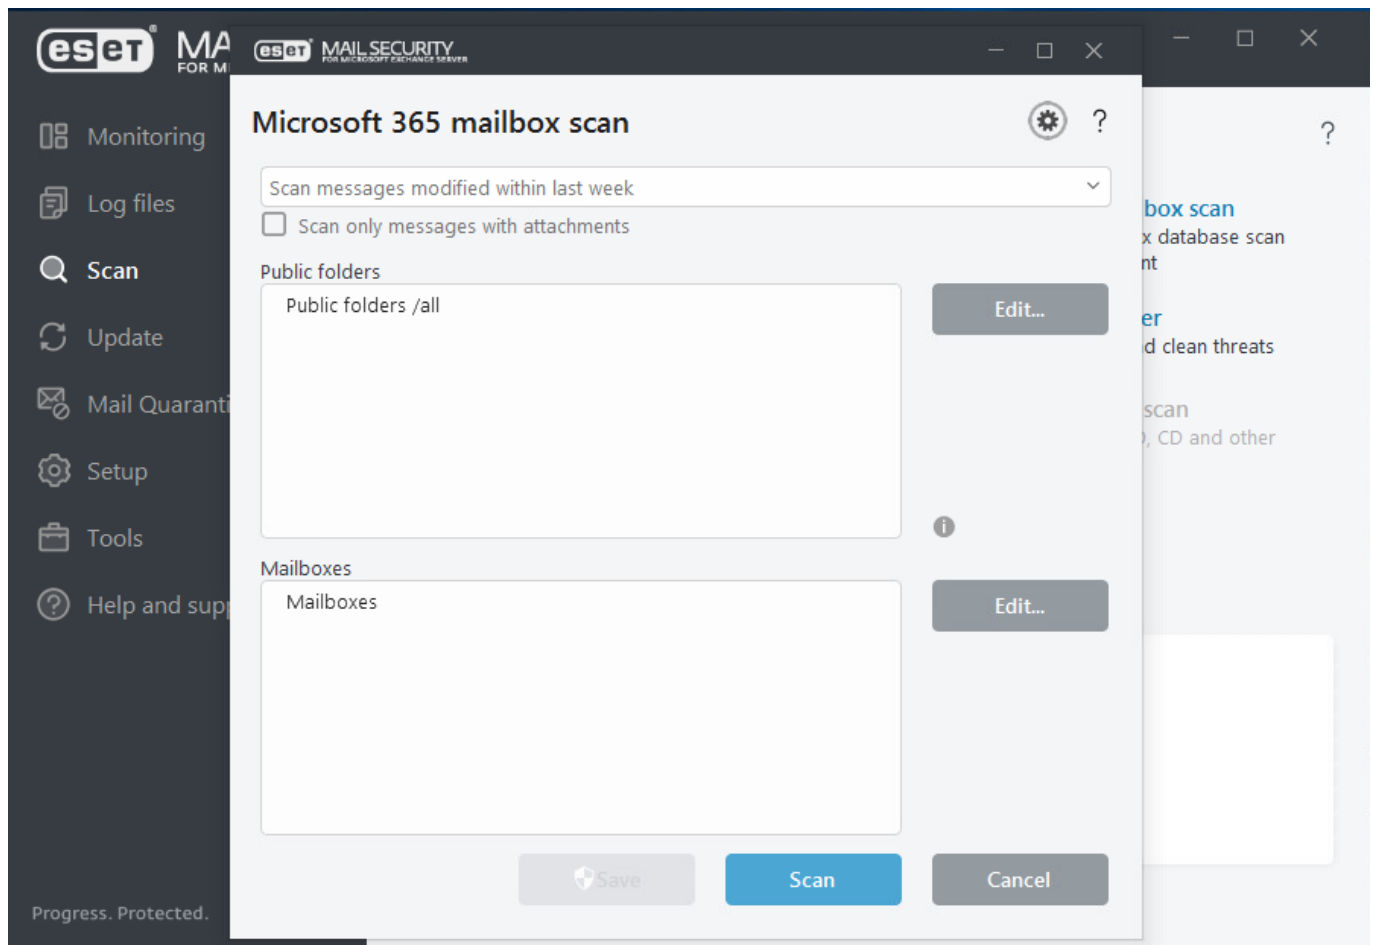 eset® MA
FOR MI
eset® MAIL SECURITY
FOR MICROSOFT EXCHANGE SERVER
Microsoft 365 mailbox scan
?
?
Monitoring
Log files
Scan
Update
Mail Quaranti
Setup
Tools
Help and supp
Progress. Protected.
Scan messages modified within last week
Scan only messages with attachments
Public folders
Public folders /all
Edit...
Mailboxes
Mailboxes
Edit...
Save
Scan
Cancel
box scan
x database scan
nt
er
d clean threats
scan
, CD and other